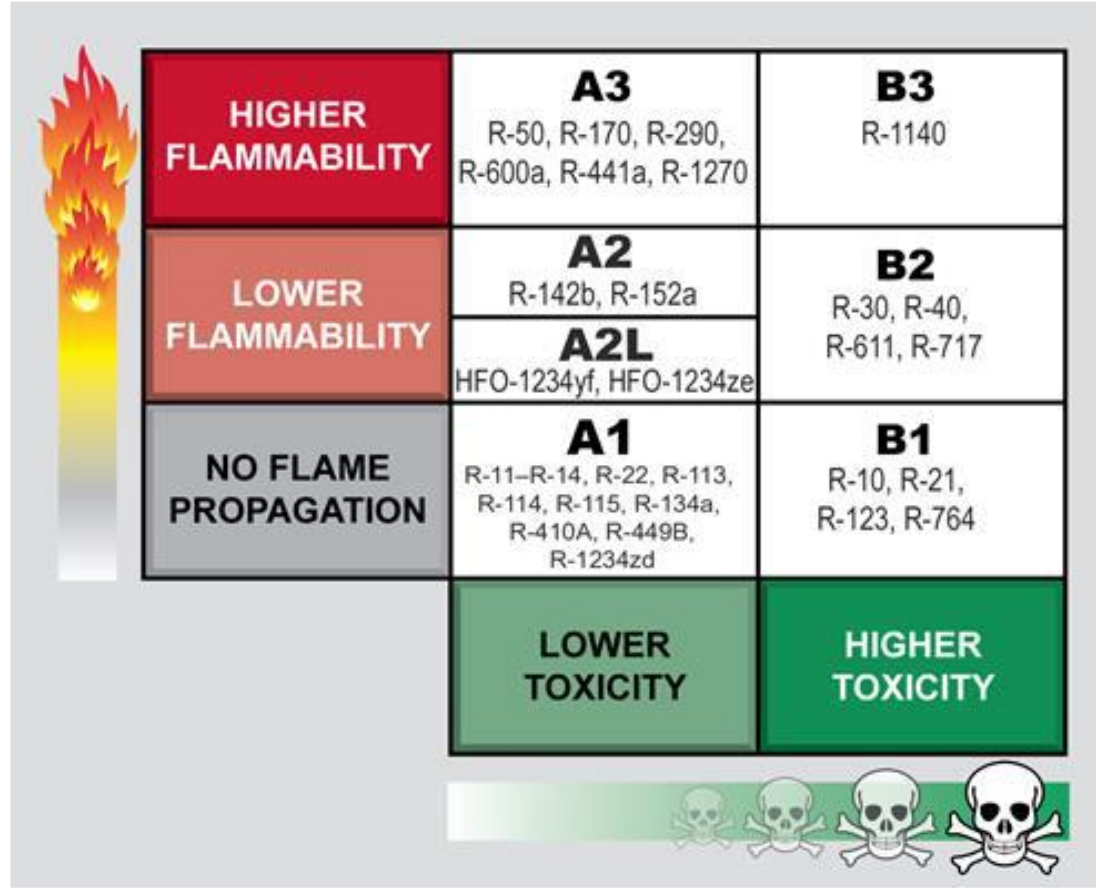 HIGHER
FLAMMABILITY
A3
R-50, R-170, R-290,
R-600a, R-441a, R-1270
B3
R-1140
LOWER
FLAMMABILITY
A2
R-142b, R-152a
A2L
HFO-1234yf, HFO-1234ze
B2
R-30, R-40,
R-611, R-717
NO FLAME
PROPAGATION
A1
R-11–R-14, R-22, R-113,
R-114, R-115, R-134a,
R-410A, R-449B,
R-1234zd
B1
R-10, R-21,
R-123, R-764
LOWER
TOXICITY
HIGHER
TOXICITY